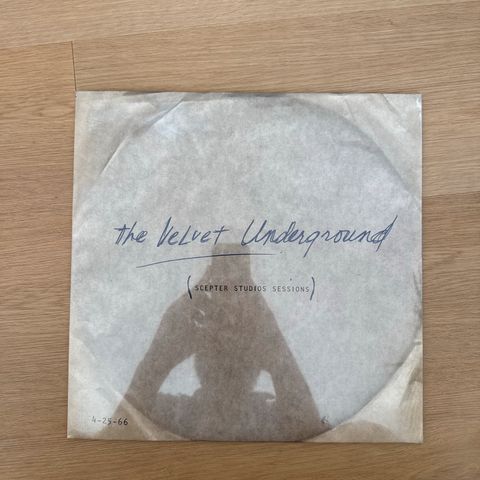 the Velvet Underground
(SCEPTER STUDIOS SESSIONS)
4-25-66